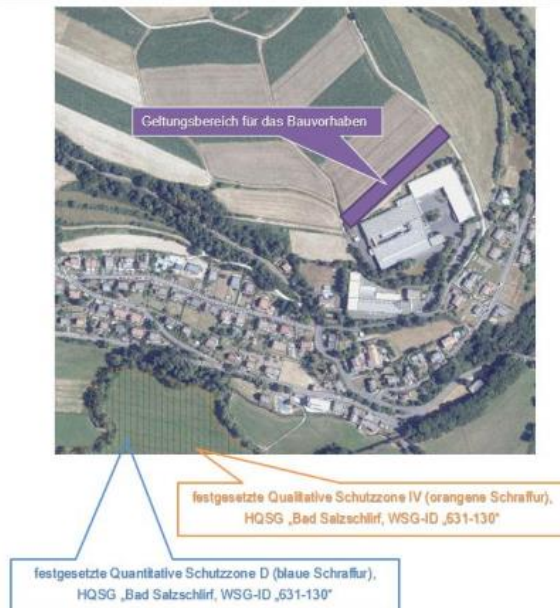 Geltungsbereich für das Bauvorhaben
festgesetzte Qualitative Schutzzone IV (orangene Schraffur),
HQSG „Bad Salzschlirf, WSG-ID „631-130"
festgesetzte Quantitative Schutzzone D (blaue Schraffur),
HQSG „Bad Salzschlirf, WSG-ID „631-130"